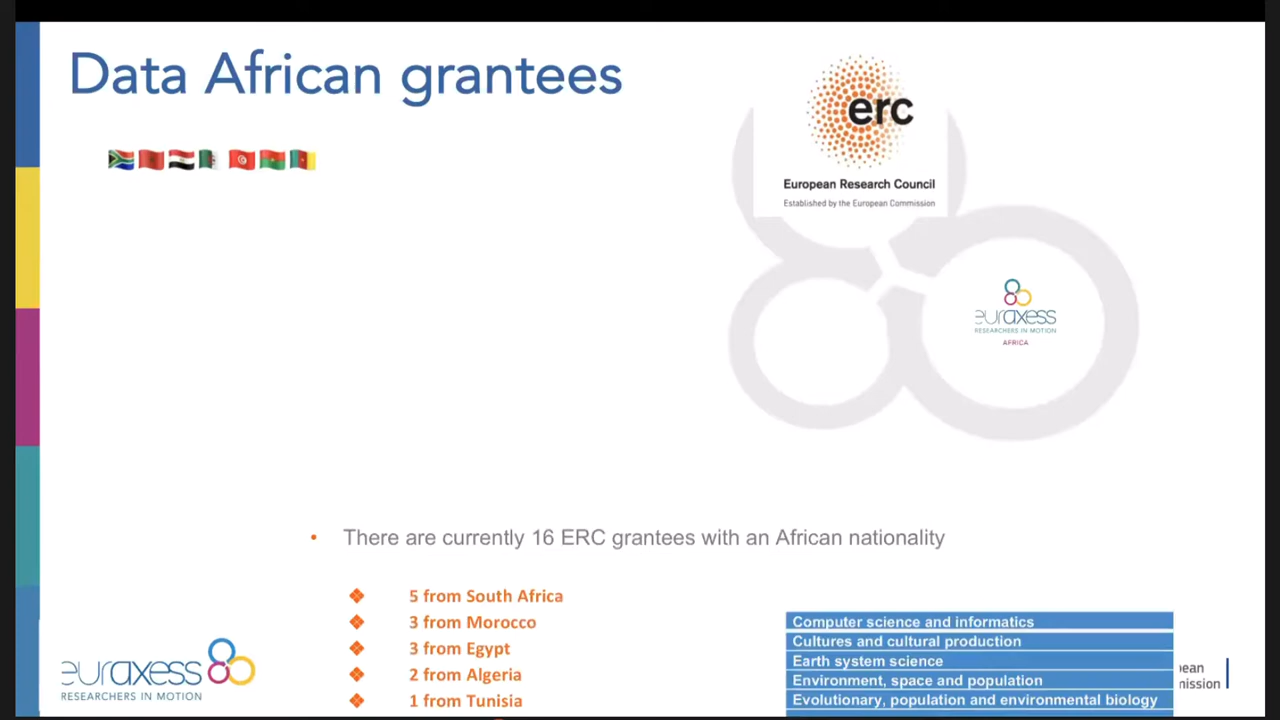 Data African grantees
erc
European Research Council
Established by the European Commission
euraxess
RESEARCHERS IN MOTION
AFRICA
• There are currently 16 ERC grantees with an African nationality
❖ 5 from South Africa
❖ 3 from Morocco
❖ 3 from Egypt
❖ 2 from Algeria
❖ 1 from Tunisia
Computer science and informatics
Cultures and cultural production
Earth system science
Environment, space and population
Evolutionary, population and environmental biology
euraxess
RESEARCHERS IN MOTION
pean
mission